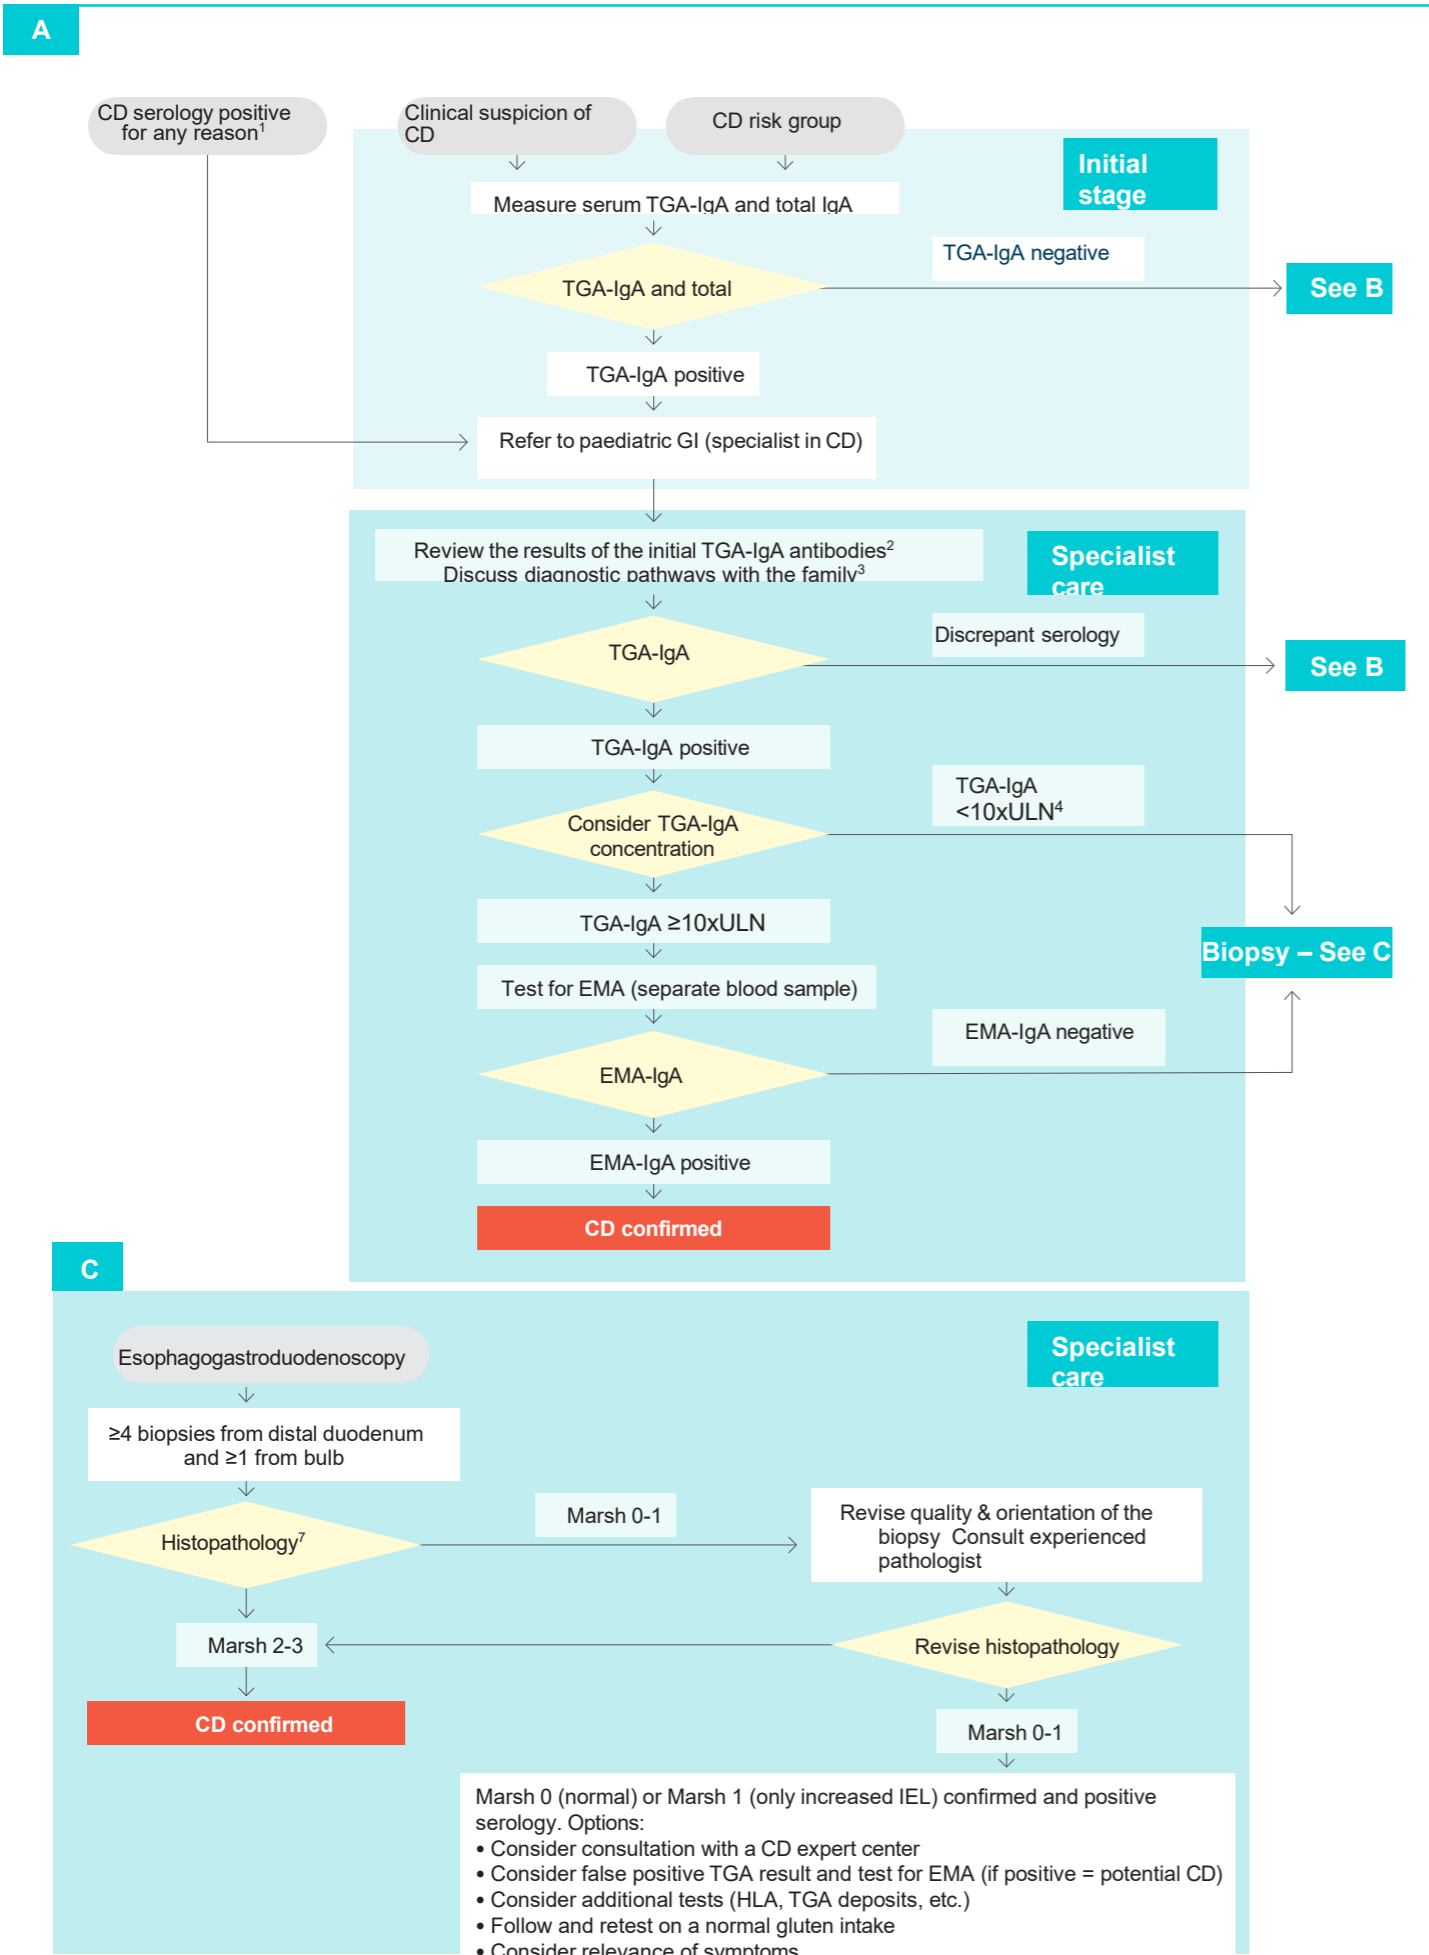 A
CD serology positive
for any reason¹
Clinical suspicion of
CD
CD risk group
Initial
stage
Measure serum TGA-IgA and total IgA
TGA-IgA negative
TGA-IgA and total
See B
TGA-IgA positive
Refer to paediatric GI (specialist in CD)
Review the results of the initial TGA-IgA antibodies²
Discuss diagnostic pathways with the family³
Specialist
care
Discrepant serology
TGA-IgA
See B
TGA-IgA positive
TGA-IgA
<10xULN⁴
Consider TGA-IgA
concentration
TGA-IgA ≥10xULN
Biopsy – See C
Test for EMA (separate blood sample)
EMA-IgA negative
EMA-IgA
EMA-IgA positive
CD confirmed
C
Esophagogastroduodenoscopy
Specialist
care
≥4 biopsies from distal duodenum
and ≥1 from bulb
Marsh 0-1
Revise quality & orientation of the
biopsy Consult experienced
pathologist
Histopathology⁷
Marsh 2-3
Revise histopathology
CD confirmed
Marsh 0-1
Marsh 0 (normal) or Marsh 1 (only increased IEL) confirmed and positive
serology. Options:
• Consider consultation with a CD expert center
• Consider false positive TGA result and test for EMA (if positive = potential CD)
• Consider additional tests (HLA, TGA deposits, etc.)
• Follow and retest on a normal gluten intake
• Consider relevance of symptoms